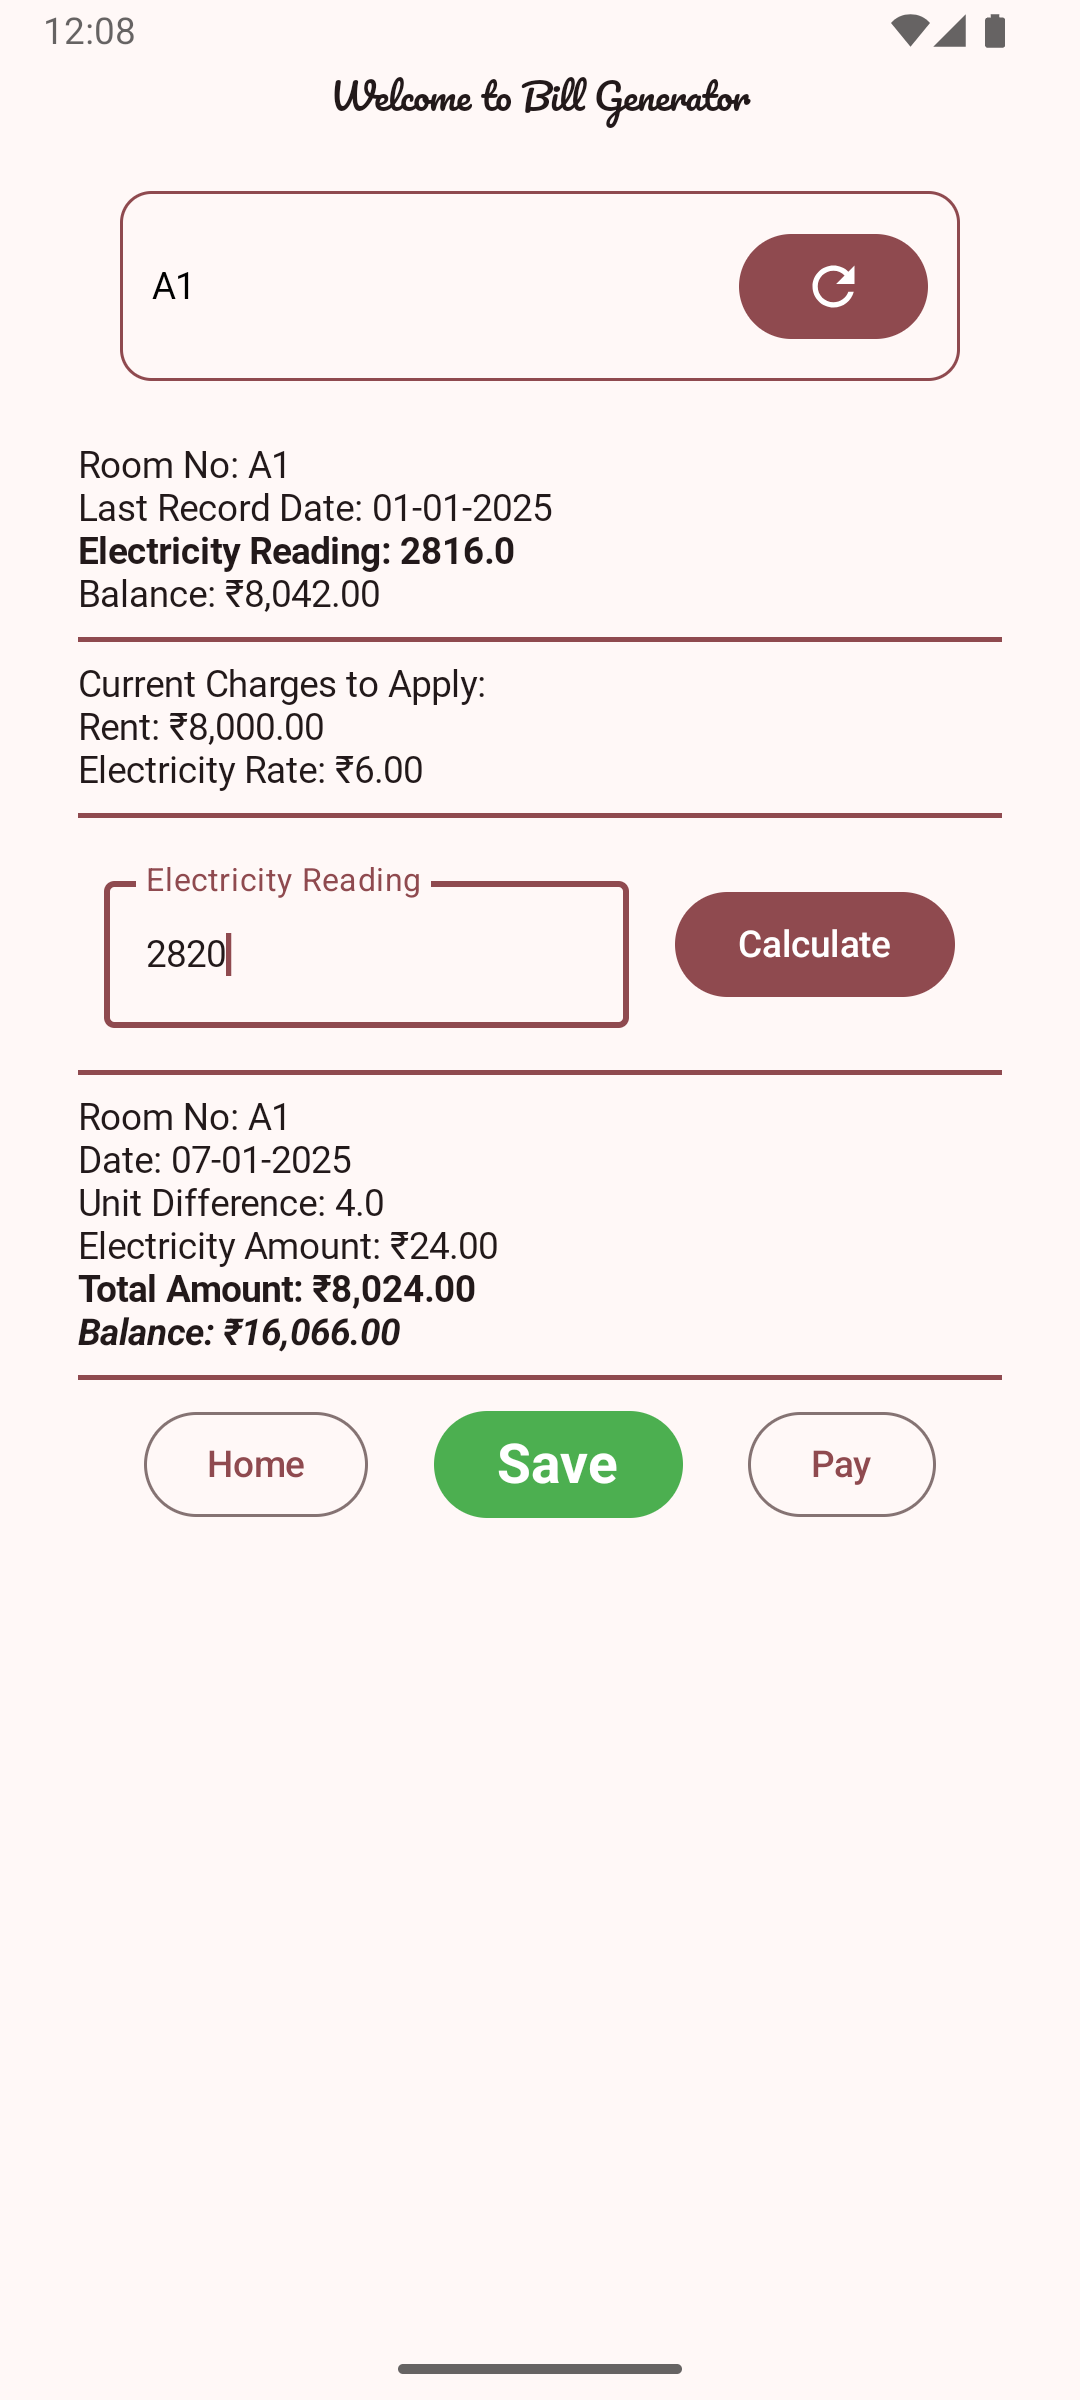 12:08
Welcome to Bill Generator
A1
Room No: A1
Last Record Date: 01-01-2025
Electricity Reading: 2816.0
Balance: ₹8,042.00
Current Charges to Apply:
Rent: ₹8,000.00
Electricity Rate: ₹6.00
Electricity Reading
2820
Calculate
Room No: A1
Date: 07-01-2025
Unit Difference: 4.0
Electricity Amount: ₹24.00
Total Amount: ₹8,024.00
Balance: ₹16,066.00
Home
Save
Pay